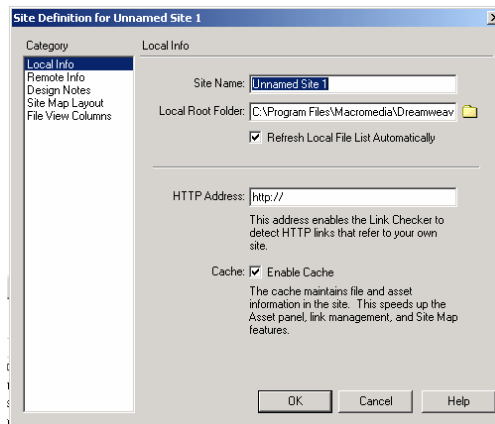 Site Definition for Unnamed Site 1
Category
Local Info
Local Info
Remote Info
Design Notes
Site Map Layout
File View Columns
Site Name: Unnamed Site 1
Local Root Folder: C:\Program Files\Macromedia\Dreamweav
Refresh Local File List Automatically
HTTP Address: http://
This address enables the Link Checker to
detect HTTP links that refer to your own
site.
Cache: Enable Cache
The cache maintains file and asset
information in the site. This speeds up the
Asset panel, link management, and Site Map
features.
OK Cancel Help